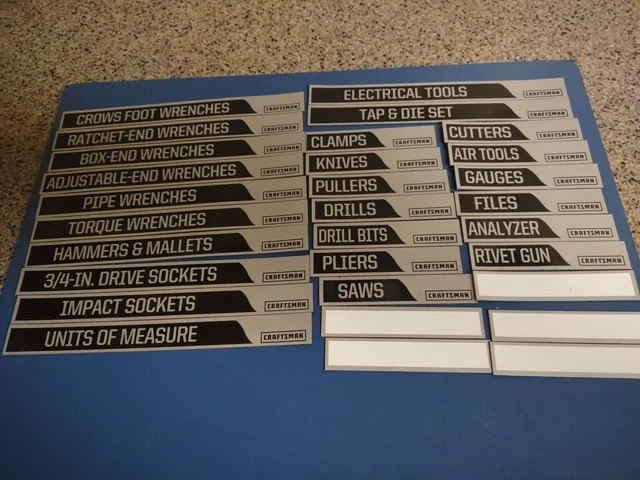 CROWS FOOT WRENCHES CRAFTSMAN
RATCHET-END WRENCHES CRAFTSMAN
BOX-END WRENCHES CRAFTSMAN
ADJUSTABLE-END WRENCHES CRAFTSMAN
PIPE WRENCHES CRAFTSMAN
TORQUE WRENCHES CRAFTSMAN
HAMMERS & MALLETS CRAFTSMAN
3/4-IN. DRIVE SOCKETS CRAFTSMAN
IMPACT SOCKETS CRAFTSMAN
UNITS OF MEASURE CRAFTSMAN
ELECTRICAL TOOLS CRAFTSMAN
TAP & DIE SET CRAFTSMAN
CLAMPS CRAFTSMAN
KNIVES CRAFTSMAN
PULLERS CRAFTSMAN
DRILLS CRAFTSMAN
DRILL BITS CRAFTSMAN
PLIERS CRAFTSMAN
SAWS CRAFTSMAN
CUTTERS CRAFTSMAN
AIR TOOLS CRAFTSMAN
GAUGES CRAFTSMAN
FILES CRAFTSMAN
ANALYZER CRAFTSMAN
RIVET GUN CRAFTSMAN